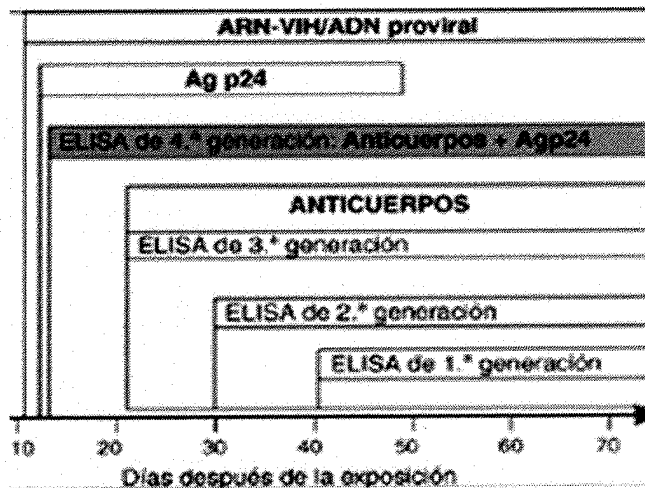 ARN-VIH/ADN proviral
Ag p24
ELISA de 4.ª generación: Anticuerpos + Agp24
ANTICUERPOS
ELISA de 3.ª generación
ELISA de 2.ª generación
ELISA de 1.ª generación
10 20 30 40 50 60 70
Días después de la exposición